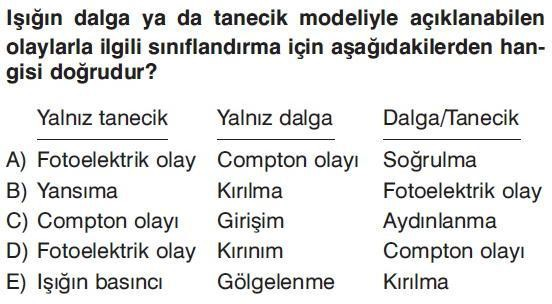 Işığın dalga ya da tanecik modeliyle açıklanabilen
olaylarla ilgili sınıflandırma için aşağıdakilerden han-
gisi doğrudur?
Yalnız tanecik Yalnız dalga Dalga/Tanecik
A) Fotoelektrik olay Compton olayı Soğrulma
B) Yansıma Kırılma Fotoelektrik olay
C) Compton olayı Girişim Aydınlanma
D) Fotoelektrik olay Kırınım Compton olayı
E) Işığın basıncı Gölgelenme Kırılma